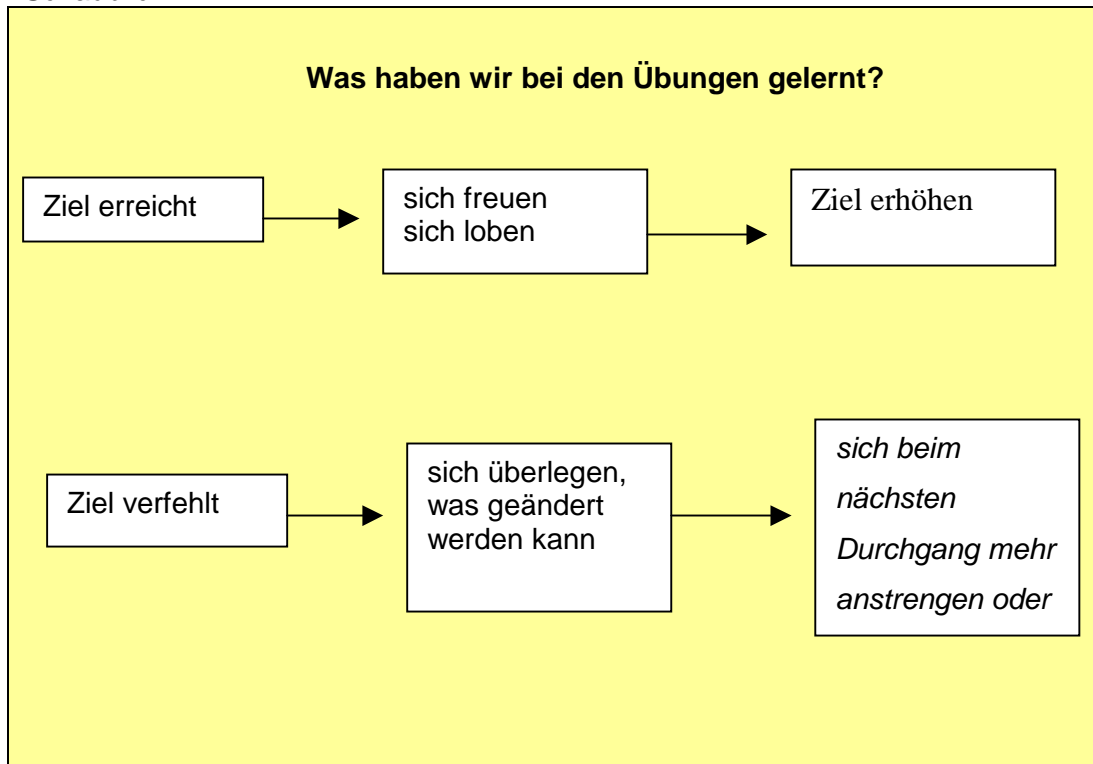 Was haben wir bei den Übungen gelernt?
Ziel erreicht
sich freuen
sich loben
Ziel erhöhen
Ziel verfehlt
sich überlegen,
was geändert
werden kann
sich beim
nächsten
Durchgang mehr
anstrengen oder